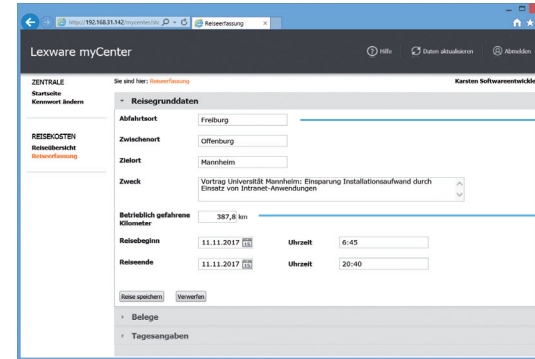 http://192.168.31.142/mycenter/stc
Reiseerfassung
Lexware myCenter
Hilfe
Daten aktualisieren
Abmelden
ZENTRALE
Startseite
Kennwort ändern
REISEKOSTEN
Reiseübersicht
Reiseerfassung
Sie sind hier: Reiseerfassung
Karsten Softwareentwickle
Reisegrunddaten
Abfahrtsort Freiburg
Zwischenort Offenburg
Zielort Mannheim
Zweck Vortrag Universität Mannheim: Einsparung Installationsaufwand durch
Einsatz von Intranet-Anwendungen
Betrieblich gefahrene
Kilometer
387,8 km
Reisebeginn 11.11.2017 Uhrzeit 6:45
Reiseende 11.11.2017 Uhrzeit 20:40
Reise speichern Verwerfen
Belege
Tagesangaben